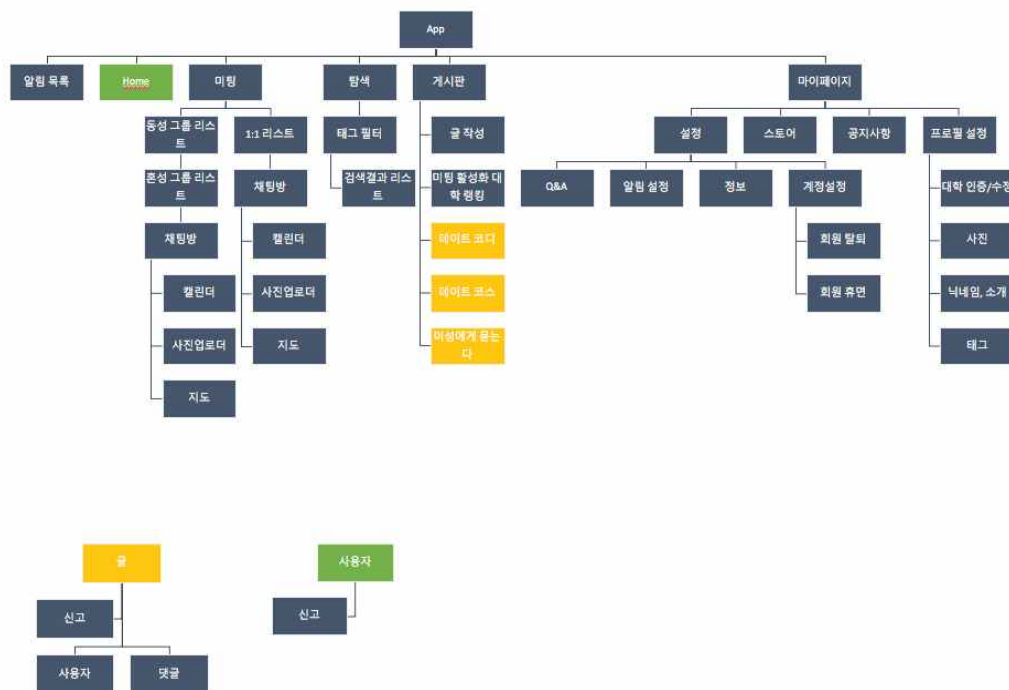 App
알림 목록
Home
미팅
탐색
게시판
마이페이지
동성 그룹 리스
트
1:1 리스트
태그 필터
글 작성
설정
스토어
공지사항
프로필 설정
혼성 그룹 리스
트
채팅방
검색결과 리스
트
미팅 활성화 대
학 랭킹
Q&A
알림 설정
정보
계정설정
대학 인증/수정
채팅방
캘린더
데이트 코디
회원 탈퇴
사진
캘린더
사진업로더
데이트 코스
회원 휴면
닉네임, 소개
사진업로더
지도
이성에게 묻는
다
태그
지도
글
사용자
신고
신고
사용자
댓글